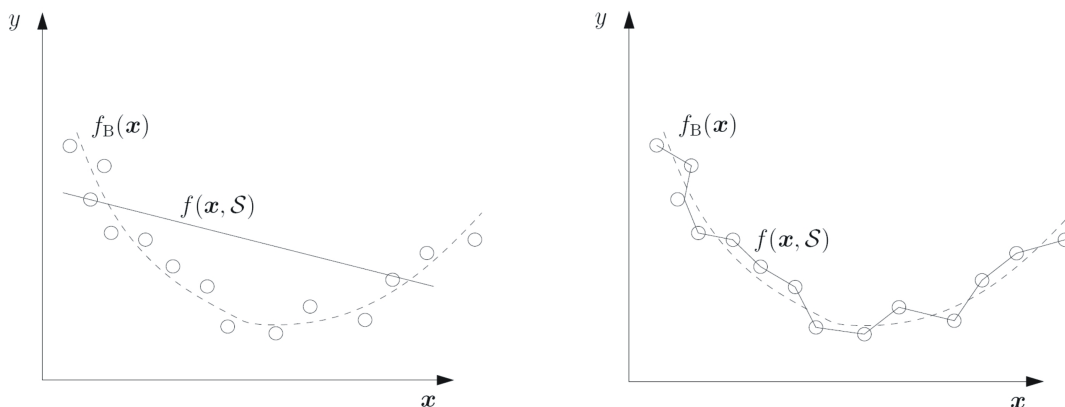 y
f_B(x)
f(x, S)
x
y
f_B(x)
f(x, S)
x